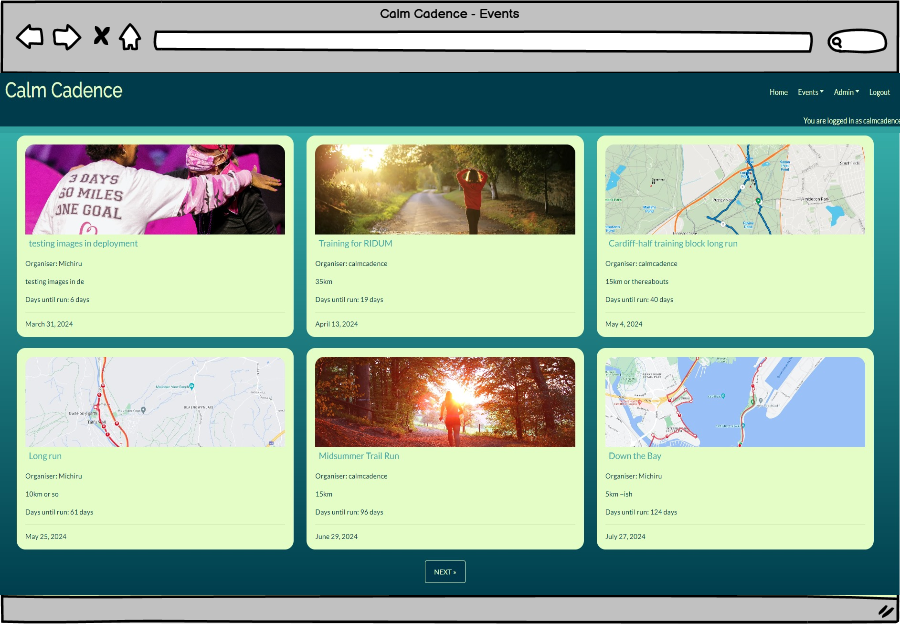 Calm Cadence - Events
Calm Cadence
Home Events Admin Logout
You are logged in as calmcadence
3 DAYS
60 MILES
ONE GOAL
testing images in deployment
Organiser: Michiru
testing images in de
Days until run: 6 days
March 31, 2024
Training for RIDUM
Organiser: calmcadence
35km
Days until run: 19 days
April 13, 2024
Cardiff-half training block long run
Organiser: calmcadence
15km or thereabouts
Days until run: 40 days
May 4, 2024
Long run
Organiser: Michiru
10km or so
Days until run: 61 days
May 25, 2024
Midsummer Trail Run
Organiser: calmcadence
15km
Days until run: 96 days
June 29, 2024
Down the Bay
Organiser: Michiru
5km ~ish
Days until run: 124 days
July 27, 2024
NEXT »